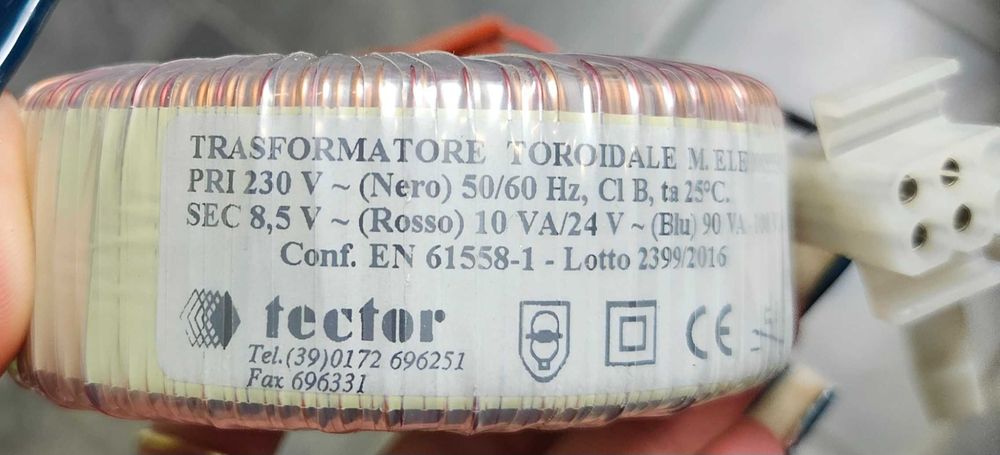 TRASFORMATORE TOROIDALE M. ELE
PRI 230 V ~ (Nero) 50/60 Hz, Cl B, ta 25°C.
SEC 8,5 V ~ (Rosso) 10 VA/24 V ~ (Blu) 90 VA
Conf. EN 61558-1 - Lotto 2399/2016
tector
CE
Tel.(39)0172 696251
Fax 696331